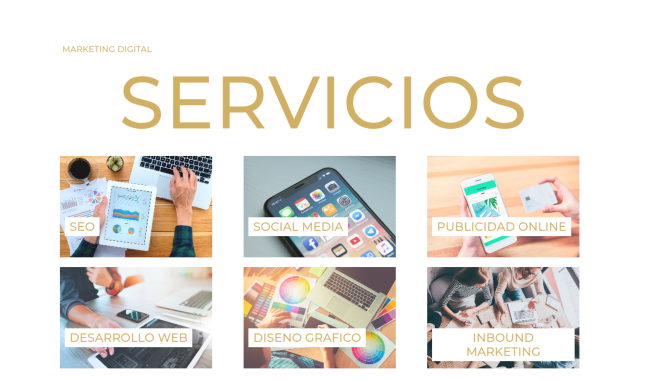 MARKETING DIGITAL
SERVICIOS
SEO
SOCIAL MEDIA
PUBLICIDAD ONLINE
DESARROLLO WEB
DISENO GRAFICO
INBOUND
MARKETING